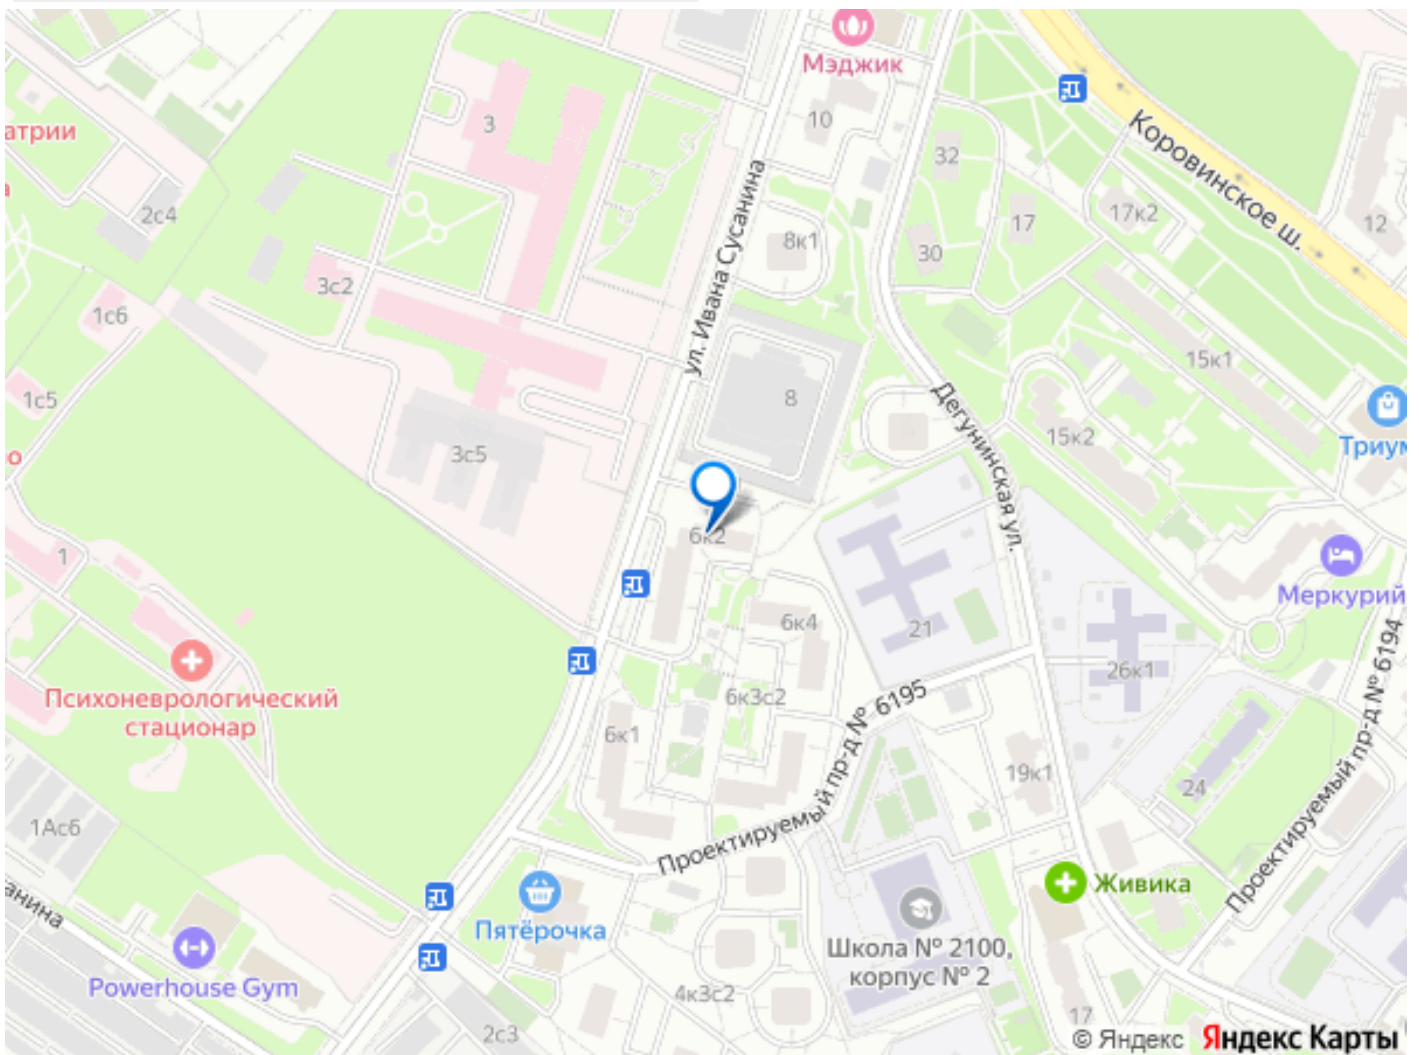 Мэджик
10
3
атрии
Коровинское ш.
32
2с4
ул. Ивана Сусанина
17
17к2
12
8к1
30
3с2
1с6
15к1
1с5
8
Дегунинская ул.
15к2
Триум
3с5
о
6к2
1
Меркурий
6к4
21
26к1
Психоневрологический
стационар
6к3с2
Проектируемый пр-д № 6195
Проектируемый пр-д № 6194
6к1
19к1
24
1Ас6
Живика
анина
Пятёрочка
Школа № 2100,
корпус № 2
Powerhouse Gym
4к3с2
17
2с3
© Яндекс Яндекс Карты